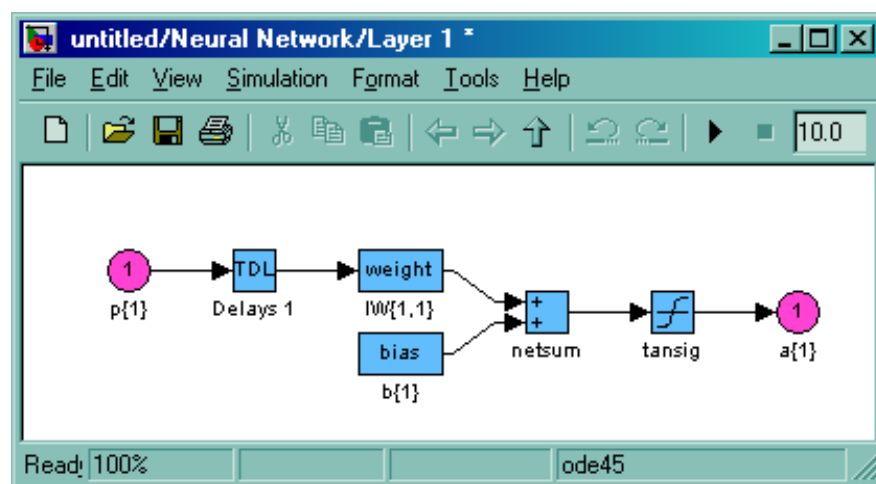 untitled/Neural Network/Layer 1 *
File Edit View Simulation Format Tools Help
10.0
1 TDL weight + 1
p{1} Delays 1 IW{1,1} + netsum tansig a{1}
bias
b{1}
Read 100% ode45